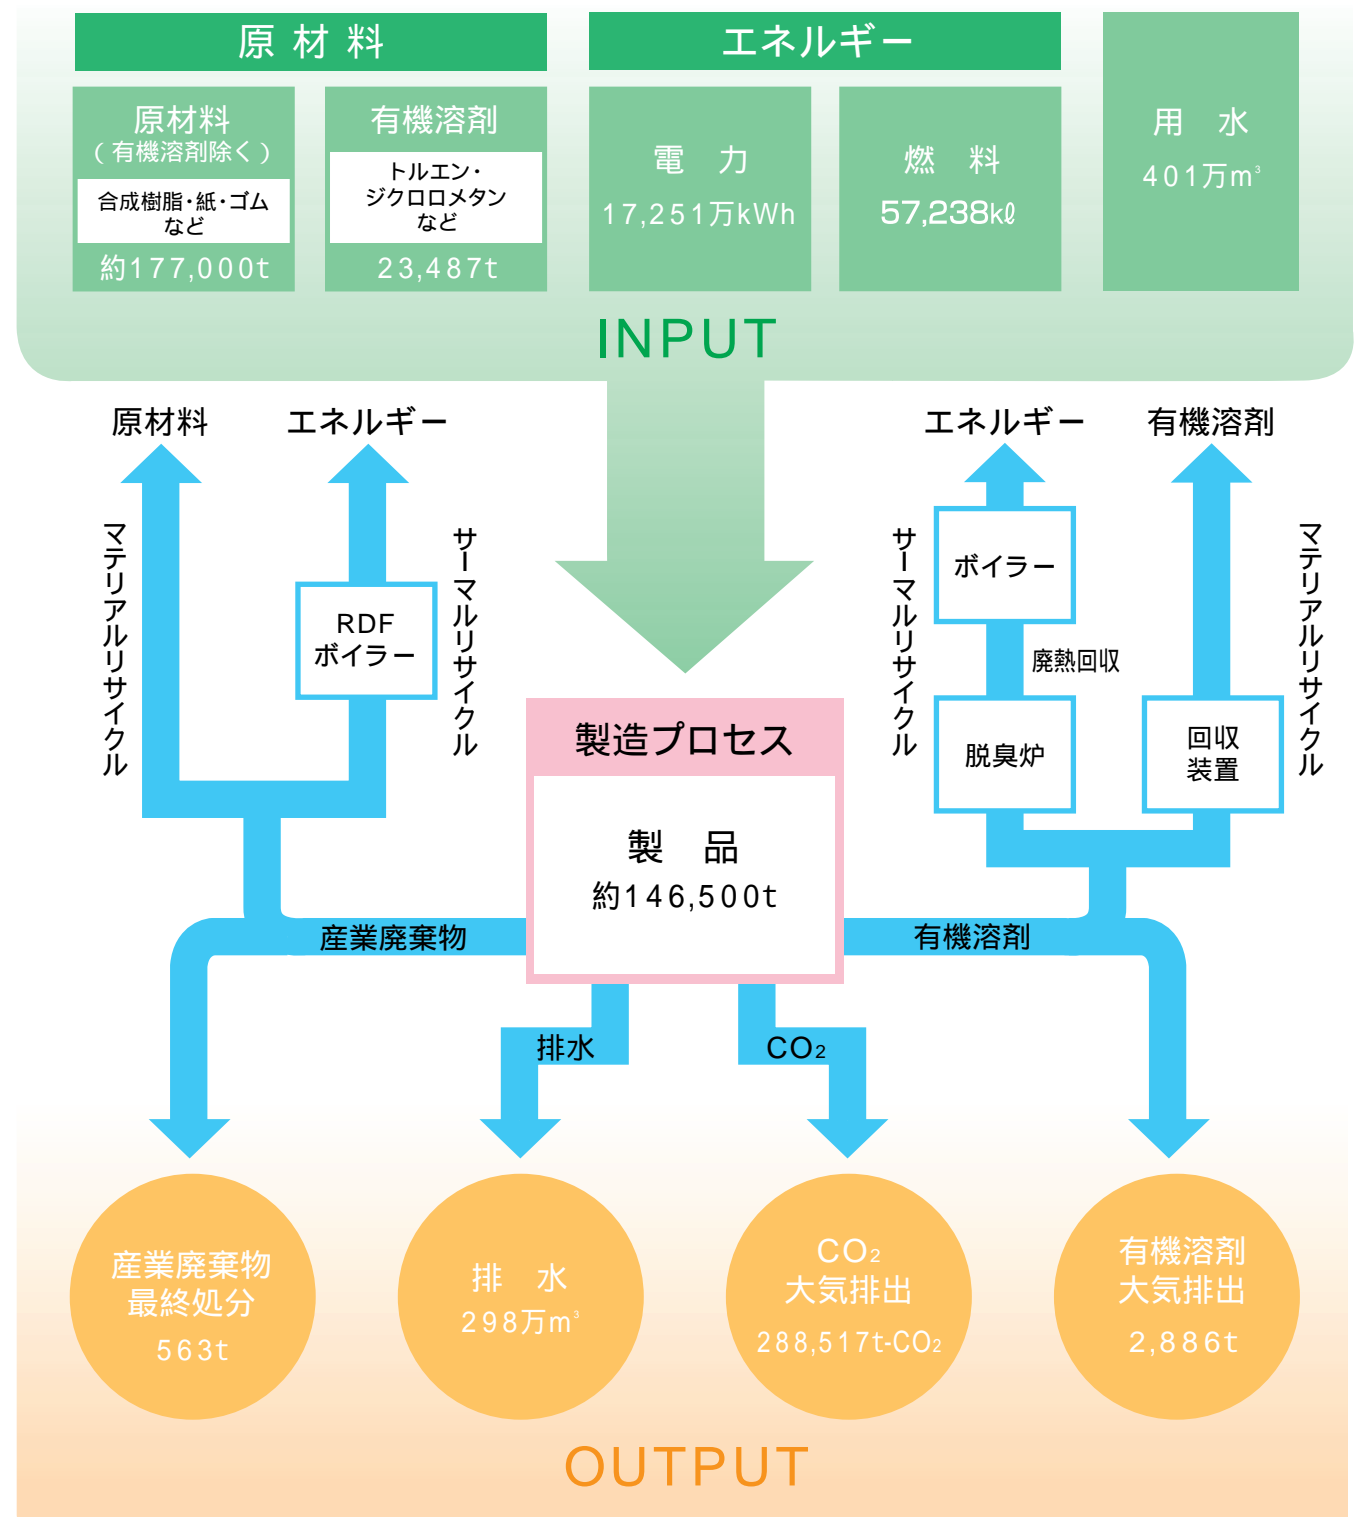 原材料
エネルギー
原材料
(有機溶剤除く)
合成樹脂・紙・ゴム
など
約177,000t
有機溶剤
トルエン・
ジクロロメタン
など
23,487t
電 力
17,251万kWh
燃 料
57,238kℓ
用 水
401万m³
INPUT
原材料
エネルギー
エネルギー
有機溶剤
マテリアルリサイクル
RDF
ボイラー
サーマルリサイクル
サーマルリサイクル
ボイラー
廃熱回収
脱臭炉
回収
装置
マテリアルリサイクル
製造プロセス
製 品
約146,500t
産業廃棄物
有機溶剤
排水
CO₂
産業廃棄物
最終処分
563t
排 水
298万m³
CO₂
大気排出
288,517t-CO₂
有機溶剤
大気排出
2,886t
OUTPUT